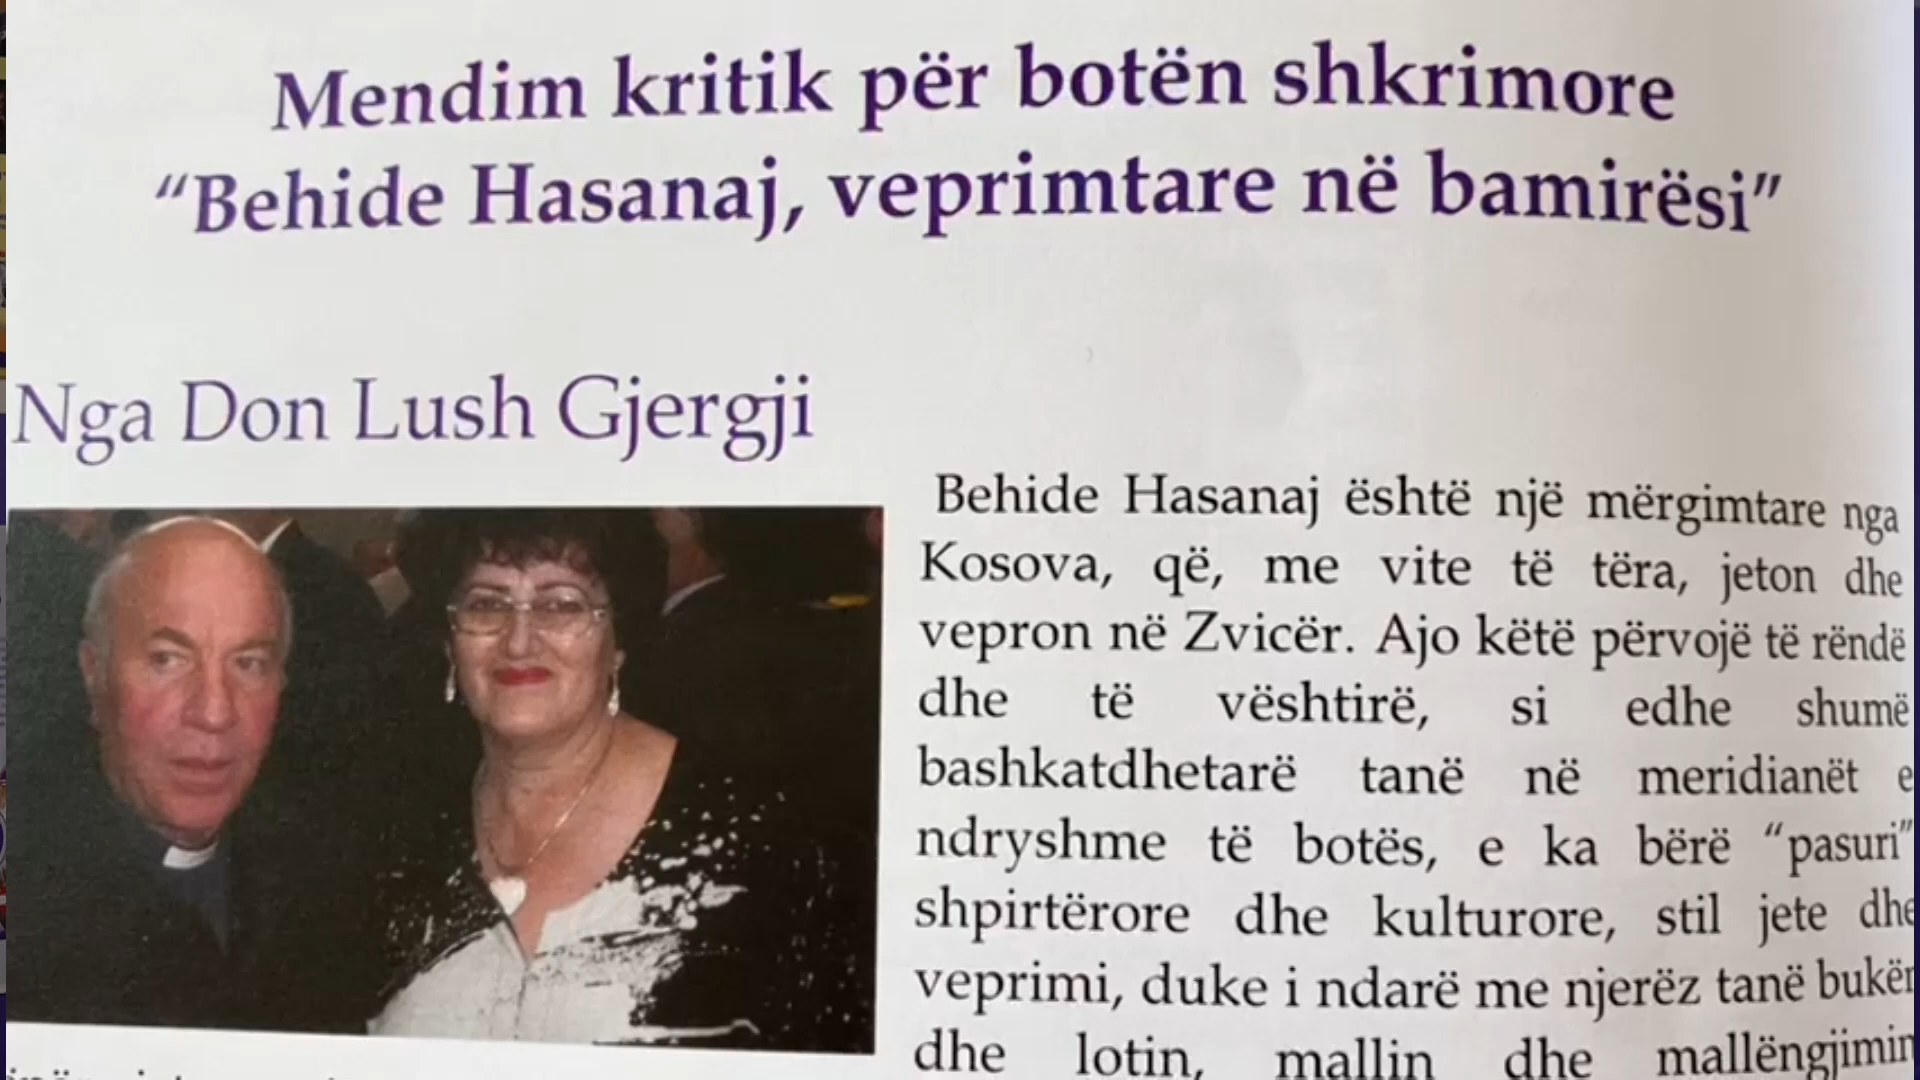 Mendim kritik për botën shkrimore
“Behide Hasanaj, veprimtare në bamirësi”
Nga Don Lush Gjergji
Behide Hasanaj është një mërgimtare nga
Kosova, që, me vite të tëra, jeton dhe
vepron në Zvicër. Ajo këtë përvojë të rëndë
dhe të vështirë, si edhe shumë
bashkatdhetarë tanë në meridianët e
ndryshme të botës, e ka bërë “pasuri”
shpirtërore dhe kulturore, stil jete dhe
veprimi, duke i ndarë me njerëz tanë bukën
dhe lotin, mallin dhe mallëngjimin